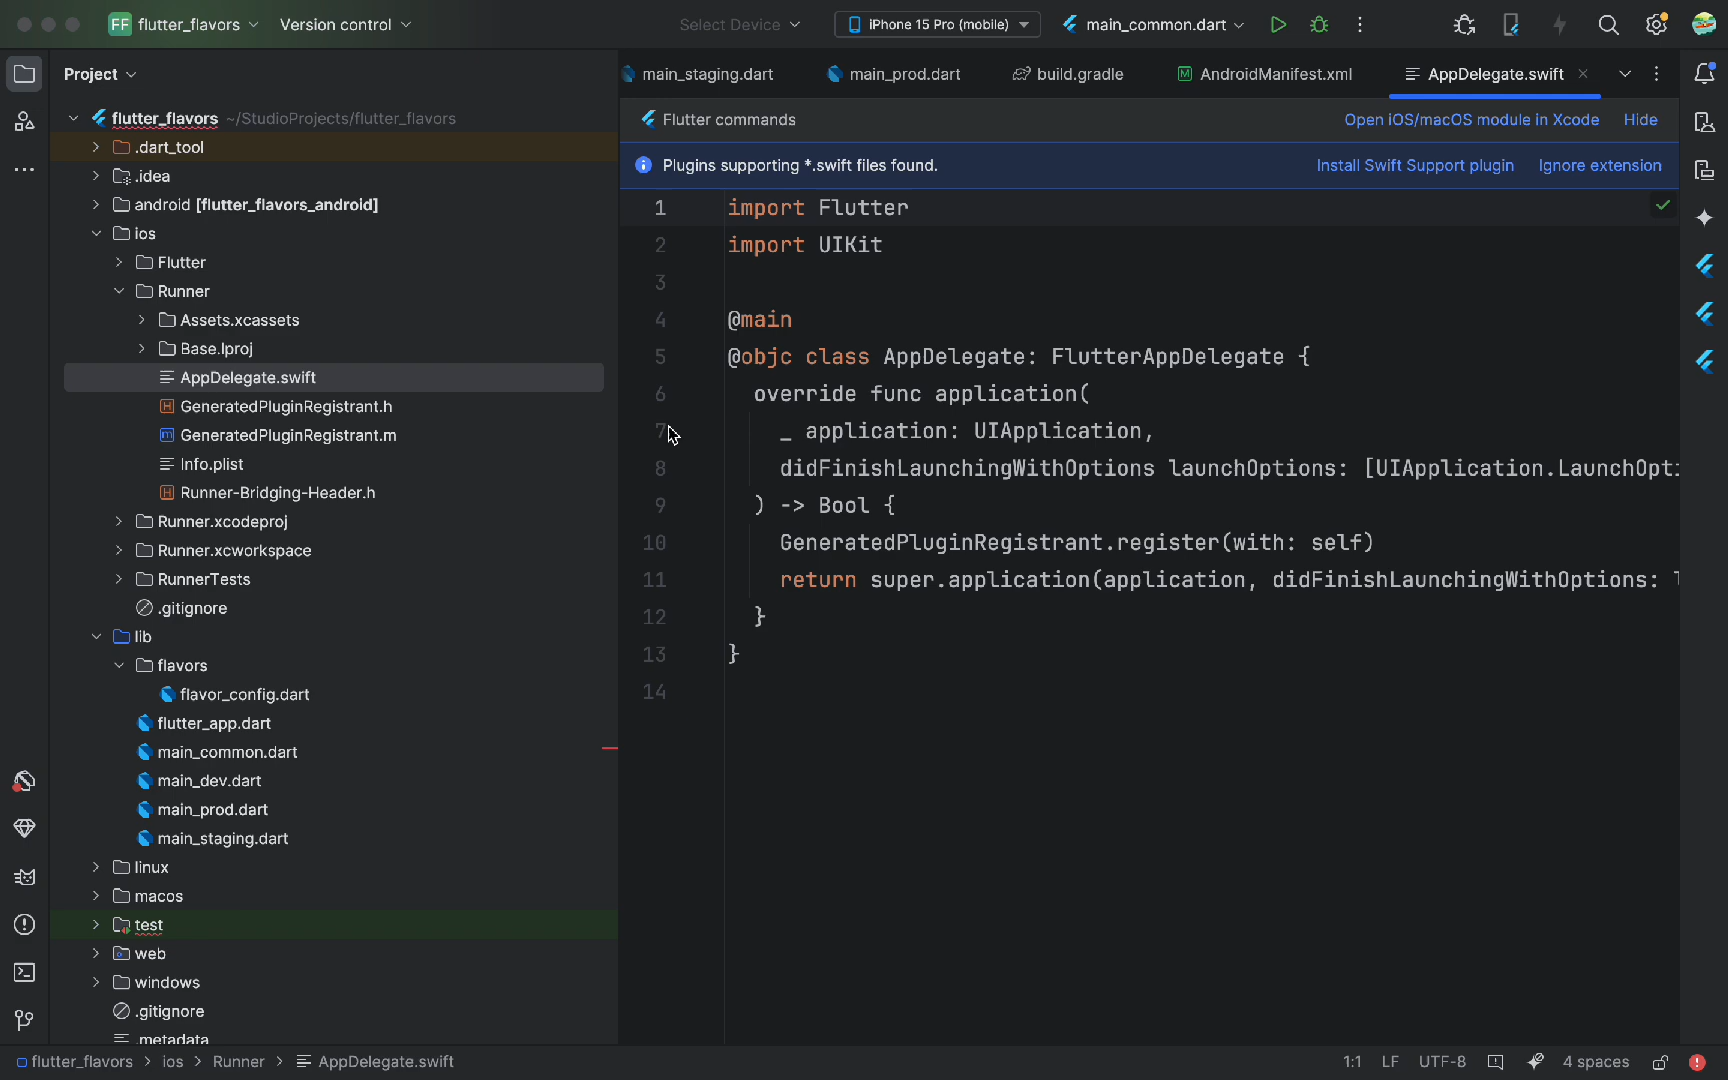 FF flutter_flavors Version control Select Device iPhone 15 Pro (mobile) main_common.dart
Project
main_staging.dart main_prod.dart build.gradle AndroidManifest.xml AppDelegate.swift
flutter_flavors ~/StudioProjects/flutter_flavors
.dart_tool
.idea
android [flutter_flavors_android]
ios
Flutter
Runner
Assets.xcassets
Base.lproj
AppDelegate.swift
GeneratedPluginRegistrant.h
GeneratedPluginRegistrant.m
Info.plist
Runner-Bridging-Header.h
Runner.xcodeproj
Runner.xcworkspace
RunnerTests
.gitignore
lib
flavors
flavor_config.dart
flutter_app.dart
main_common.dart
main_dev.dart
main_prod.dart
main_staging.dart
linux
macos
test
web
windows
.gitignore
.metadata
Flutter commands Open iOS/macOS module in Xcode Hide
Plugins supporting *.swift files found. Install Swift Support plugin Ignore extension
1 import Flutter
2 import UIKit
3
4 @main
5 @objc class AppDelegate: FlutterAppDelegate {
6 override func application(
7 _ application: UIApplication,
8 didFinishLaunchingWithOptions launchOptions: [UIApplication.LaunchOpti
9 ) -> Bool {
10 GeneratedPluginRegistrant.register(with: self)
11 return super.application(application, didFinishLaunchingWithOptions: l
12 }
13 }
14
flutter_flavors > ios > Runner > AppDelegate.swift 1:1 LF UTF-8 4 spaces